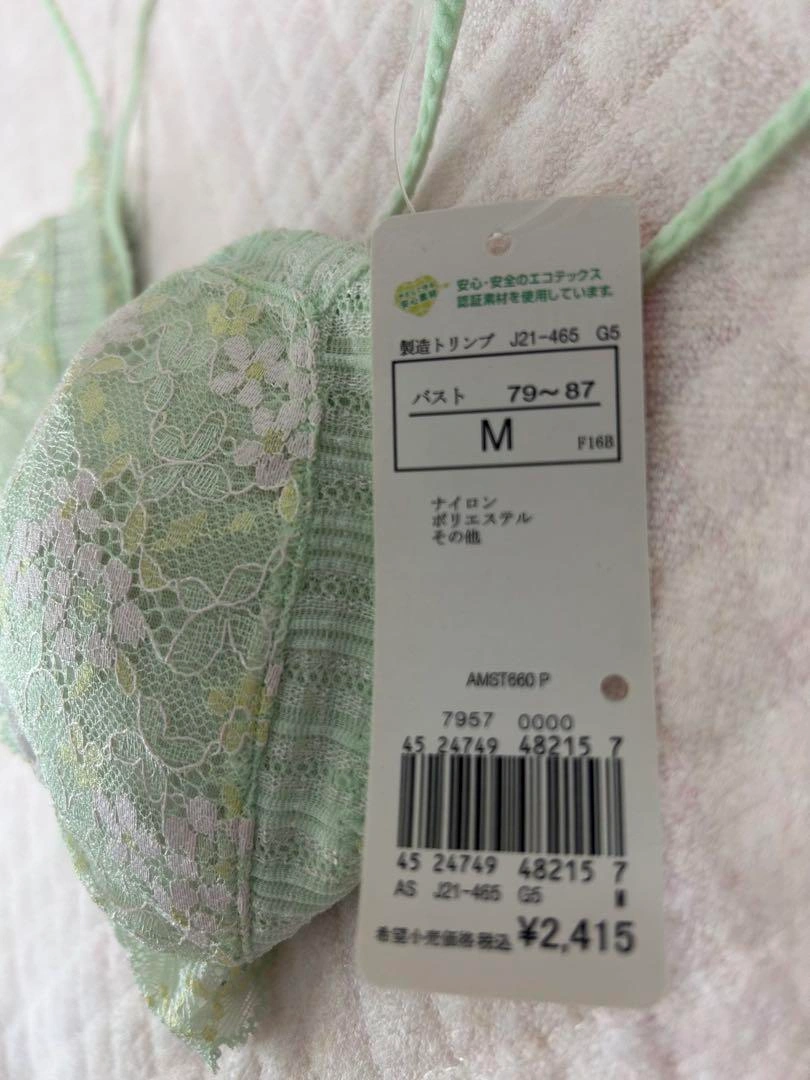 安心・安全のエコテックス
認証素材を使用しています。
安心素材
製造トリンプ J21-465 G5
バスト 79～87
M F16B
ナイロン
ポリエステル
その他
AMST660 P
7957 0000
45 24749 48215 7
45 24749 48215 7
AS J21-465 G5 M
希望小売価格税込 ¥2,415